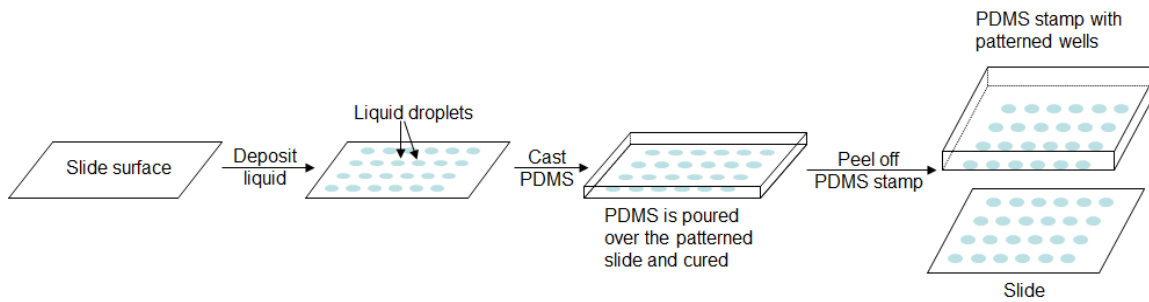 Slide surface
Deposit
liquid
Liquid droplets
Cast
PDMS
PDMS is poured
over the patterned
slide and cured
Peel off
PDMS stamp
PDMS stamp with
patterned wells
Slide